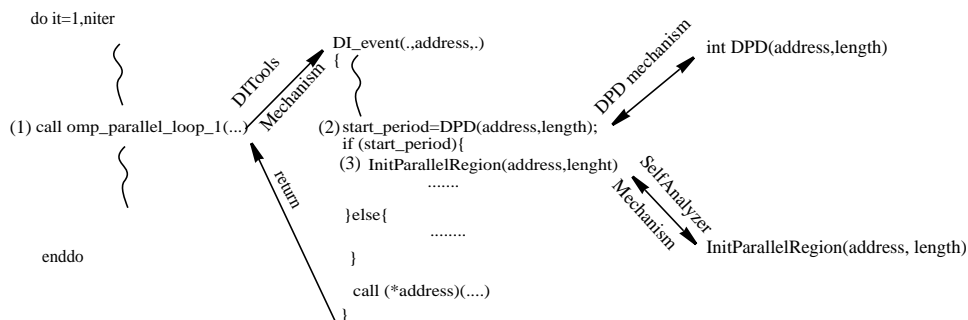 do it=1,niter
(1) call omp_parallel_loop_1(...)
enddo
DITools
Mechanism
return
DI_event(.,address,.)
{
(2) start_period=DPD(address,length);
if (start_period){
(3) InitParallelRegion(address,lenght)
.......
}else{
........
}
call (*address)(....)
}
DPD mechanism
int DPD(address,length)
SelfAnalyzer
Mechanism
InitParallelRegion(address, length)